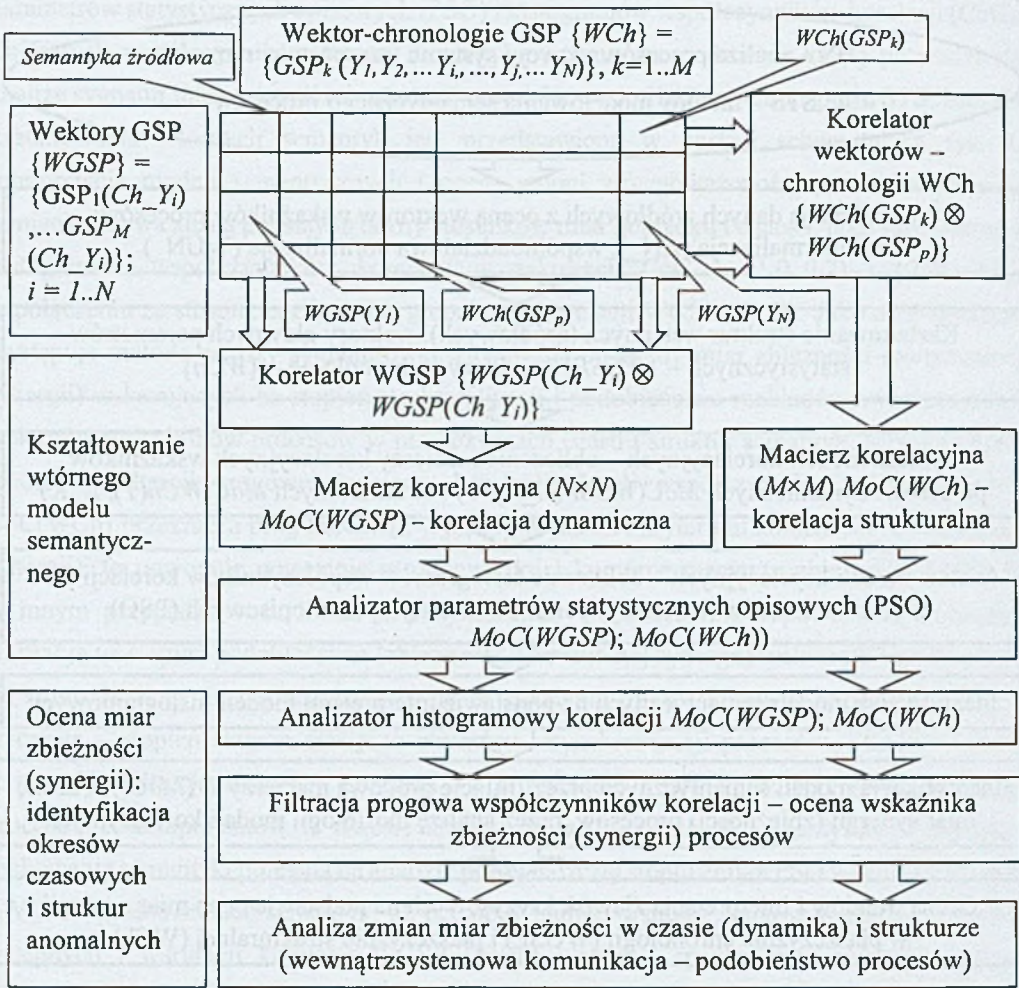 Wektor-chronologie GSP {WCh} =
{GSPk (Y1, Y2, ... Yi,, ... Yj,... YN)}, k=1..M
WCh(GSPk)
Semantyka źródłowa
Wektory GSP
{WGSP} =
{GSP1(Ch_Yi)
,... GSPM
(Ch_Yi)};
i = 1..N
Korelator
wektorów –
chronologii WCh
{WCh(GSPk) ⊗
WCh(GSPp)}
WGSP(Y1)
WCh(GSPp)
WGSP(YN)
Korelator WGSP {WGSP(Ch_Yi) ⊗
WGSP(Ch_Yi)}
Kształtowanie
wtórnego
modelu
semantycz-
nego
Macierz korelacyjna (N×N)
MoC(WGSP) – korelacja dynamiczna
Macierz korelacyjna
(M×M) MoC(WCh) –
korelacja strukturalna
Analizator parametrów statystycznych opisowych (PSO)
MoC(WGSP); MoC(WCh))
Ocena miar
zbieżności
(synergii);
identyfikacja
okresów
czasowych
i struktur
anomalnych
Analizator histogramowy korelacji MoC(WGSP); MoC(WCh)
Filtracja progowa współczynników korelacji – ocena wskaźnika
zbieżności (synergii) procesów
Analiza zmian miar zbieżności w czasie (dynamika) i strukturze
(wewnątrzsystemowa komunikacja – podobieństwo procesów)